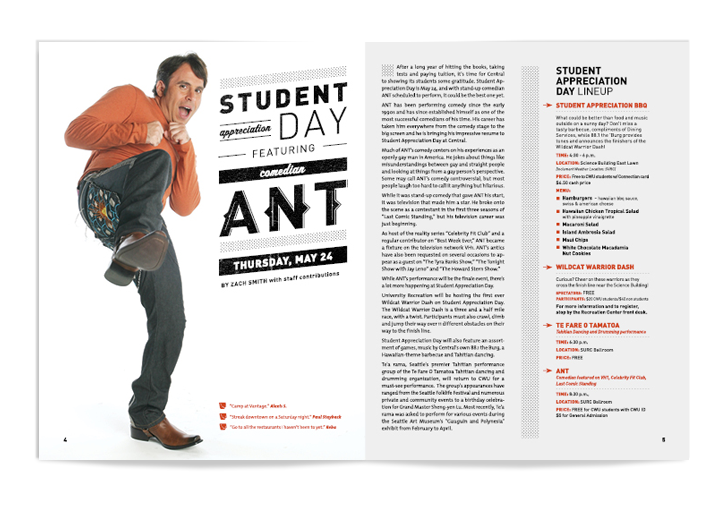 STUDENT
appreciation DAY
FEATURING
comedian
ANT
THURSDAY, MAY 24
BY ZACH SMITH with staff contributions
"Camp at Vantage."
"Streak downtown on a Saturday night."
"Go to all the restaurants I haven't been to yet."
4
After a long year of hitting the books, taking
tests and paying tuition, it's time for Central
to showing its students some gratitude. Student Ap-
preciation Day is May 24, and with stand-up comedian
ANT scheduled to perform, it could be the best one yet.
ANT has been performing comedy since the early
1990s and has since established himself as one of the
most successful comedians of his time. His career has
taken him everywhere from the comedy stage to the
big screen and he is bringing his impressive resume to
Student Appreciation Day at Central.
Much of ANT's comedy centers on his experiences as an
openly gay man in America. He jokes about things like
misunderstandings between gay and straight people
and looking at things from a gay person's perspective.
Some may call ANT's comedy controversial, but most
people laugh too hard to call it anything but hilarious.
While it was stand-up comedy that gave ANT his start,
it was television that made him a star. He broke onto
the scene as a contestant in the first three seasons of
"Last Comic Standing," but his television career was
just beginning.
As host of the reality series "Celebrity Fit Club" and a
regular contributor on "Best Week Ever," ANT became
a fixture on the television network VH1. ANT's antics
have also been requested on several occasions to ap-
pear as a guest on "The Tyra Banks Show," "The Tonight
Show with Jay Leno" and "The Howard Stern Show."
While ANT's performance will be the finale event, there's
a lot more happening at Student Appreciation Day.
University Recreation will be hosting the first ever
Wildcat Warrior Dash on Student Appreciation Day.
The Wildcat Warrior Dash is a three and a half mile
race, with a twist. Participants must also crawl, climb
and jump their way over 11 different obstacles on their
way to the finish line.
Student Appreciation Day will also feature an assort-
ment of games, music by Central's own 88.1 the Burg, a
Hawaiian-theme barbecue and Tahitian dancing.
Te'a rama, Seattle's premier Tahitian performance
group of the Te Fare O Tamatoa Tahitian dancing and
drumming organization, will return to CWU for a
must-see performance. The group's appearances have
ranged from the Seattle Folklife Festival and numerous
private and community events to a birthday celebra-
tion for Grand Master Sheng-yen Lu. Most recently, Te'a
rama was asked to perform for various events during
the Seattle Art Museum's "Gauguin and Polynesia"
exhibit from February to April.
STUDENT
APPRECIATION
DAY LINEUP
STUDENT APPRECIATION BBQ
What could be better than food and music
outside on a sunny day? Don't miss a
tasty barbecue, compliments of Dining
Services, while 88.1 the 'Burg provides
tunes and announces the finishers of the
Wildcat Warrior Dash!
TIME: 4:30 - 6 p.m.
LOCATION: Science Building East Lawn
PRICE: Free to CWU students w/Connection card
$4.50 cash price
MENU:
Hamburgers - hawaiian like, sauce,
swiss & american cheese
Hawaiian Chicken Tropical Salad
with pineapple vinaigrette
Macaroni Salad
Island Ambrosia Salad
Maui Chips
White Chocolate Macadamia
Nut Cookies
WILDCAT WARRIOR DASH
Curious? Cheer on these warriors as they
cross the finish line near the Science Building!
SPECTATORS: FREE
PARTICIPANTS: $20 CWU students/$40 non students
For more information and to register,
stop by the Recreation Center front desk.
TE FARE O TAMATOA
Tahitian Dancing and Drumming performance
TIME: 6:30 p.m.
LOCATION: SURC Ballroom
PRICE: FREE
ANT
Comedian featured on VH1, Celebrity Fit Club,
Last Comic Standing
TIME: 8:30 p.m.
LOCATION: SURC Ballroom
PRICE: FREE for CWU students with CWU ID
$5 for General Admission
5